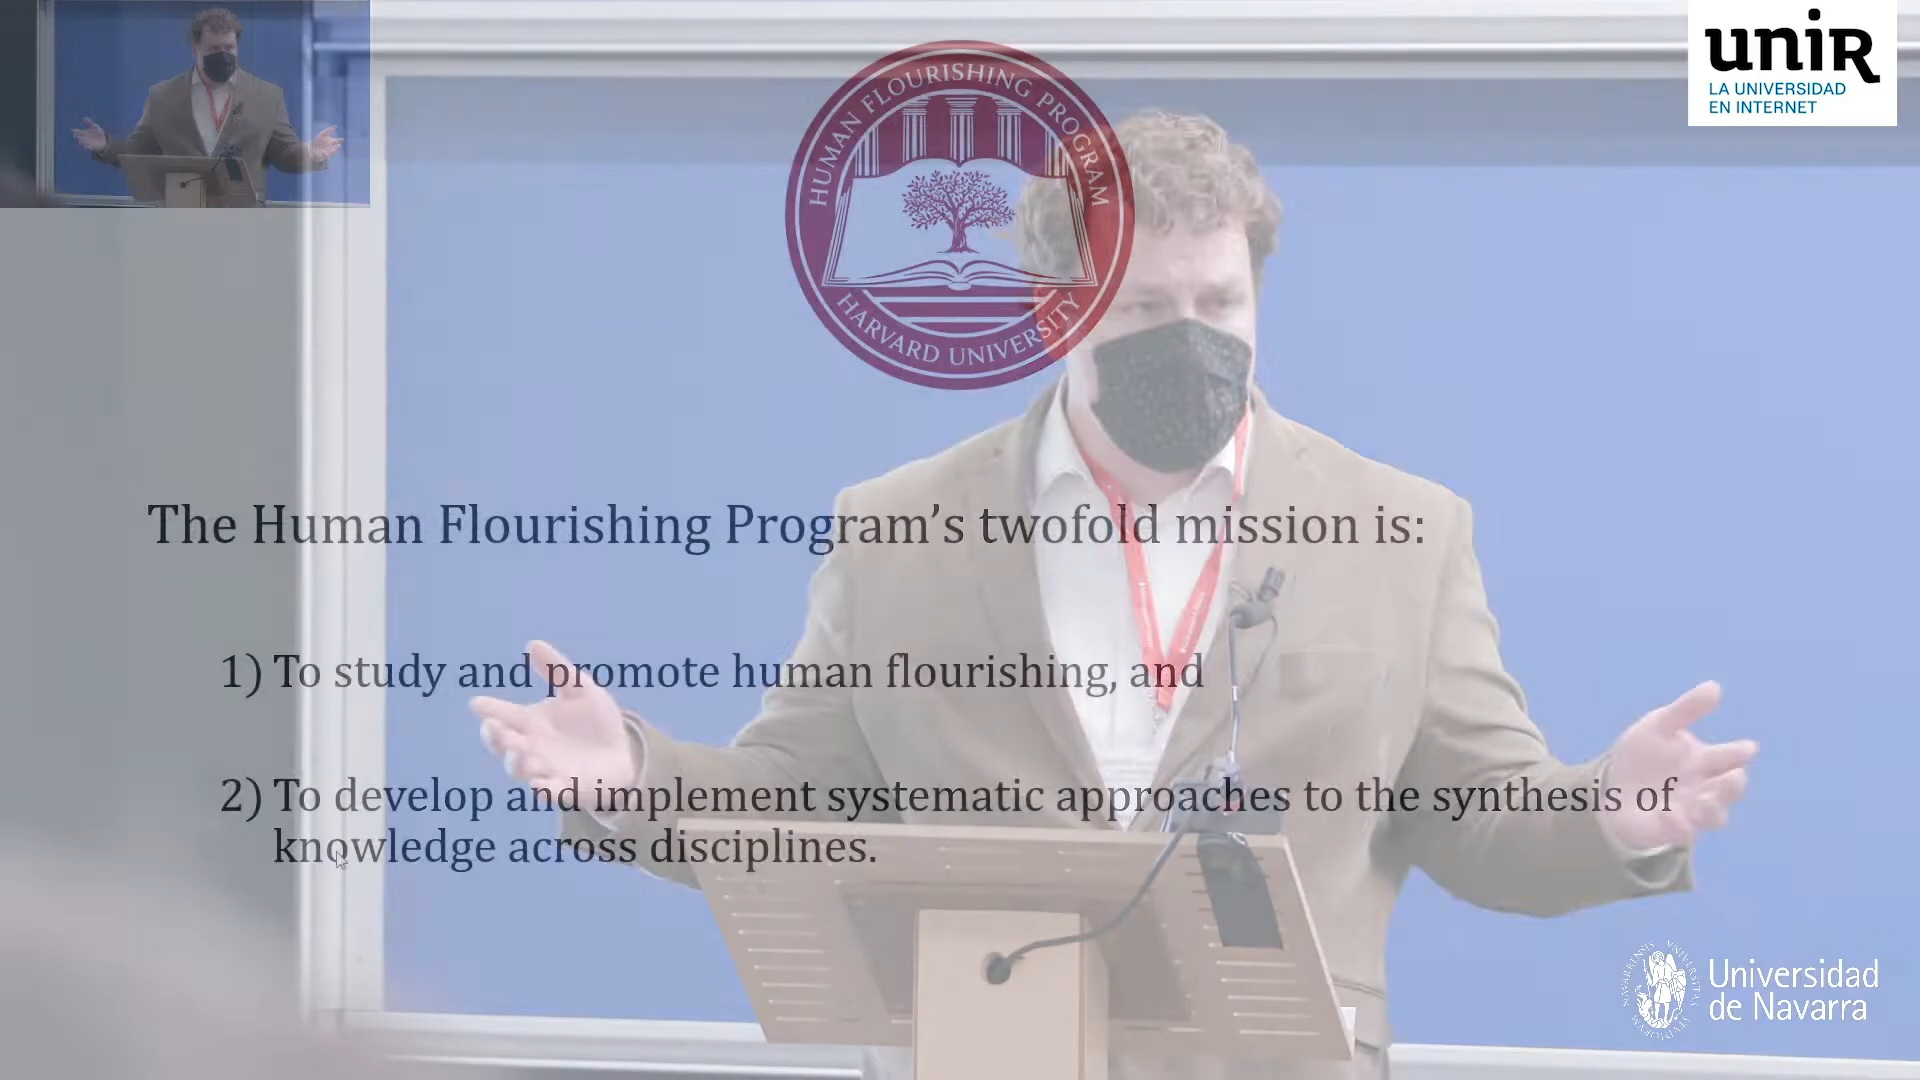 unir
LA UNIVERSIDAD
EN INTERNET
HUMAN FLOURISHING PROGRAM
HARVARD UNIVERSITY
The Human Flourishing Program’s twofold mission is:
1) To study and promote human flourishing, and
2) To develop and implement systematic approaches to the synthesis of
knowledge across disciplines.
Universidad
de Navarra